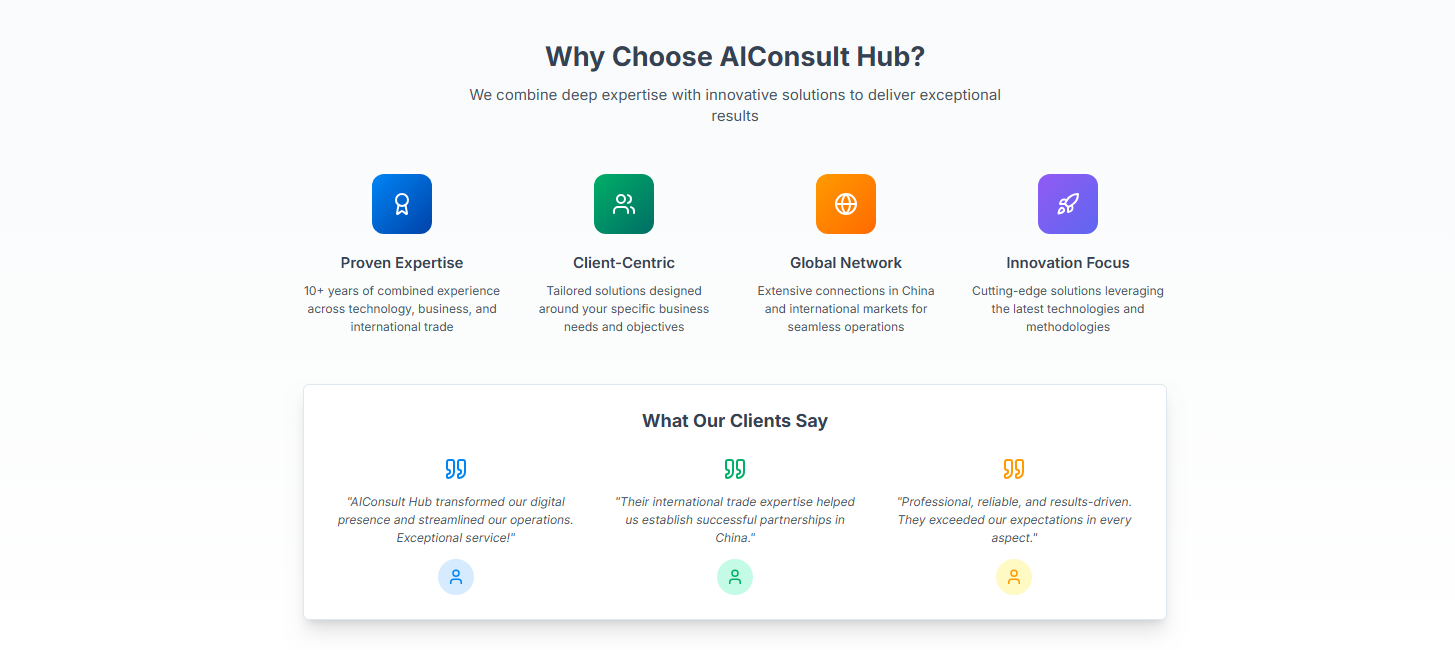 Why Choose AIConsult Hub?
We combine deep expertise with innovative solutions to deliver exceptional
results
Proven Expertise
10+ years of combined experience
across technology, business, and
international trade
Client-Centric
Tailored solutions designed
around your specific business
needs and objectives
Global Network
Extensive connections in China
and international markets for
seamless operations
Innovation Focus
Cutting-edge solutions leveraging
the latest technologies and
methodologies
What Our Clients Say
"AIConsult Hub transformed our digital
presence and streamlined our operations.
Exceptional service!"
"Their international trade expertise helped
us establish successful partnerships in
China."
"Professional, reliable, and results-driven.
They exceeded our expectations in every
aspect."